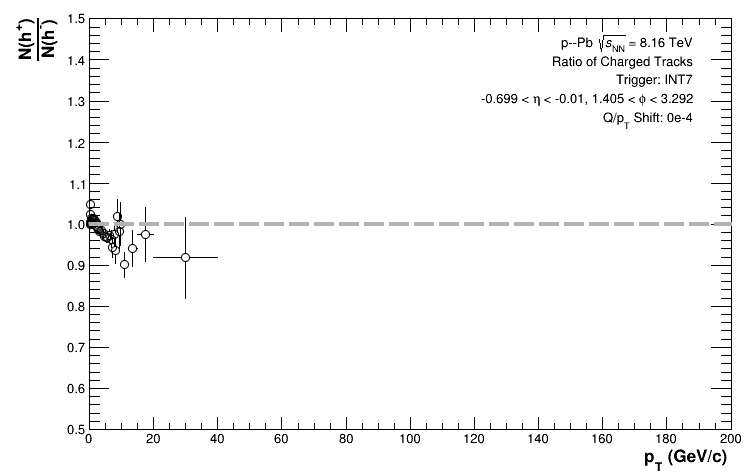 N(h⁺)
N(h⁻)
1.5
1.4
1.3
1.2
1.1
1.0
0.9
0.8
0.7
0.6
0.5
p--Pb √s_NN = 8.16 TeV
Ratio of Charged Tracks
Trigger: INT7
-0.699 < η < -0.01, 1.405 < ϕ < 3.292
Q/p_T Shift: 0e-4
0 20 40 60 80 100 120 140 160 180 200
p_T (GeV/c)